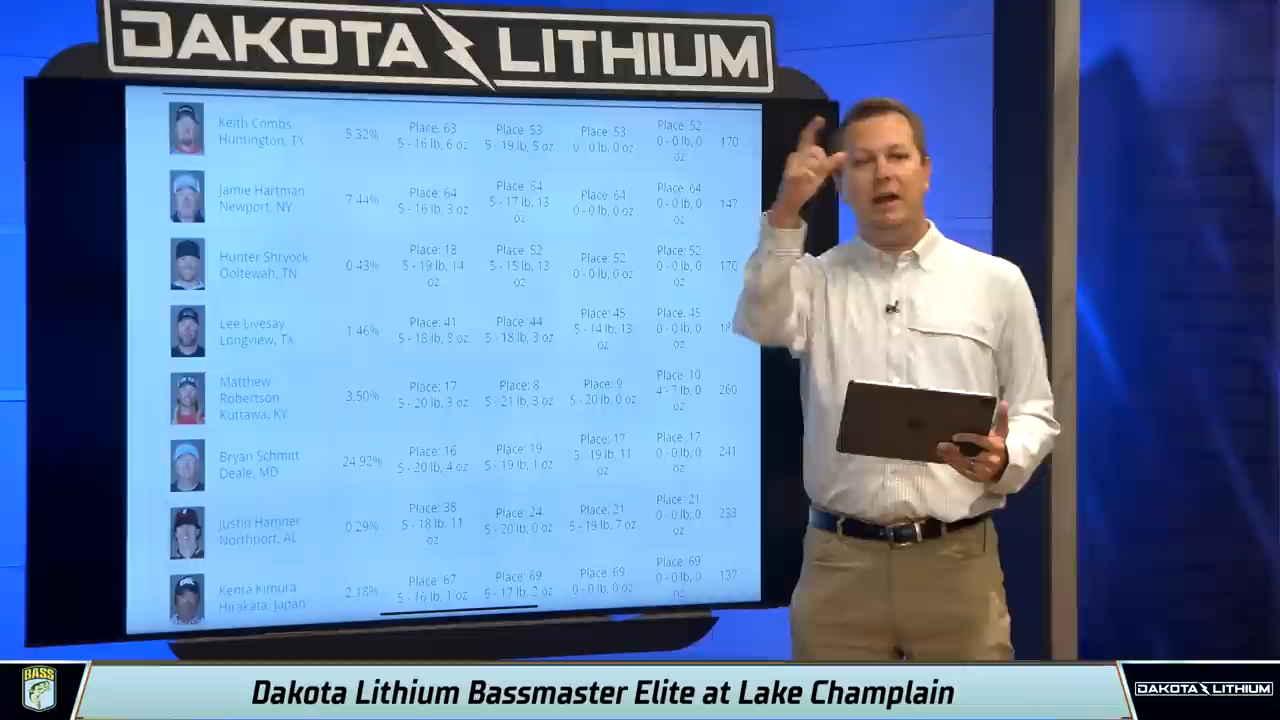 DAKOTA LITHIUM
Keith Combs
Huntington, TX
5.32%
Place: 63
5 - 16 lb, 6 oz
Place: 53
5 - 19 lb, 5 oz
Place: 53
0 - 0 lb, 0 oz
Place: 52
0 - 0 lb, 0
oz
170
Jamie Hartman
Newport, NY
7.44%
Place: 64
5 - 16 lb, 3 oz
Place: 64
5 - 17 lb, 13
oz
Place: 64
0 - 0 lb, 0 oz
Place: 64
0 - 0 lb, 0
oz
147
Hunter Shryock
Ooltewah, TN
0.43%
Place: 18
5 - 19 lb, 14
oz
Place: 52
5 - 15 lb, 13
oz
Place: 52
0 - 0 lb, 0 oz
Place: 52
0 - 0 lb, 0
oz
170
Lee Livesay
Longview, TX
1.46%
Place: 41
5 - 18 lb, 8 oz
Place: 44
5 - 18 lb, 3 oz
Place: 45
5 - 14 lb, 13
oz
Place: 45
0 - 0 lb, 0
oz
Matthew
Robertson
Kuttawa, KY
3.50%
Place: 17
5 - 20 lb, 3 oz
Place: 8
5 - 21 lb, 3 oz
Place: 9
5 - 20 lb, 0 oz
Place: 10
4 - 7 lb, 0
oz
260
Bryan Schmitt
Deale, MD
24.92%
Place: 16
5 - 20 lb, 4 oz
Place: 19
5 - 19 lb, 1 oz
Place: 17
5 - 19 lb, 11
oz
Place: 17
0 - 0 lb, 0
oz
241
Justin Hamner
Northport, AL
0.29%
Place: 38
5 - 18 lb, 11
oz
Place: 24
5 - 20 lb, 0 oz
Place: 21
5 - 19 lb, 7 oz
Place: 21
0 - 0 lb, 0
oz
233
Kenta Kimura
Hirakata, Japan
2.18%
Place: 67
5 - 16 lb, 1 oz
Place: 69
5 - 17 lb, 2 oz
Place: 69
0 - 0 lb, 0 oz
Place: 69
0 - 0 lb, 0
oz
137
BASS
Dakota Lithium Bassmaster Elite at Lake Champlain
DAKOTA LITHIUM